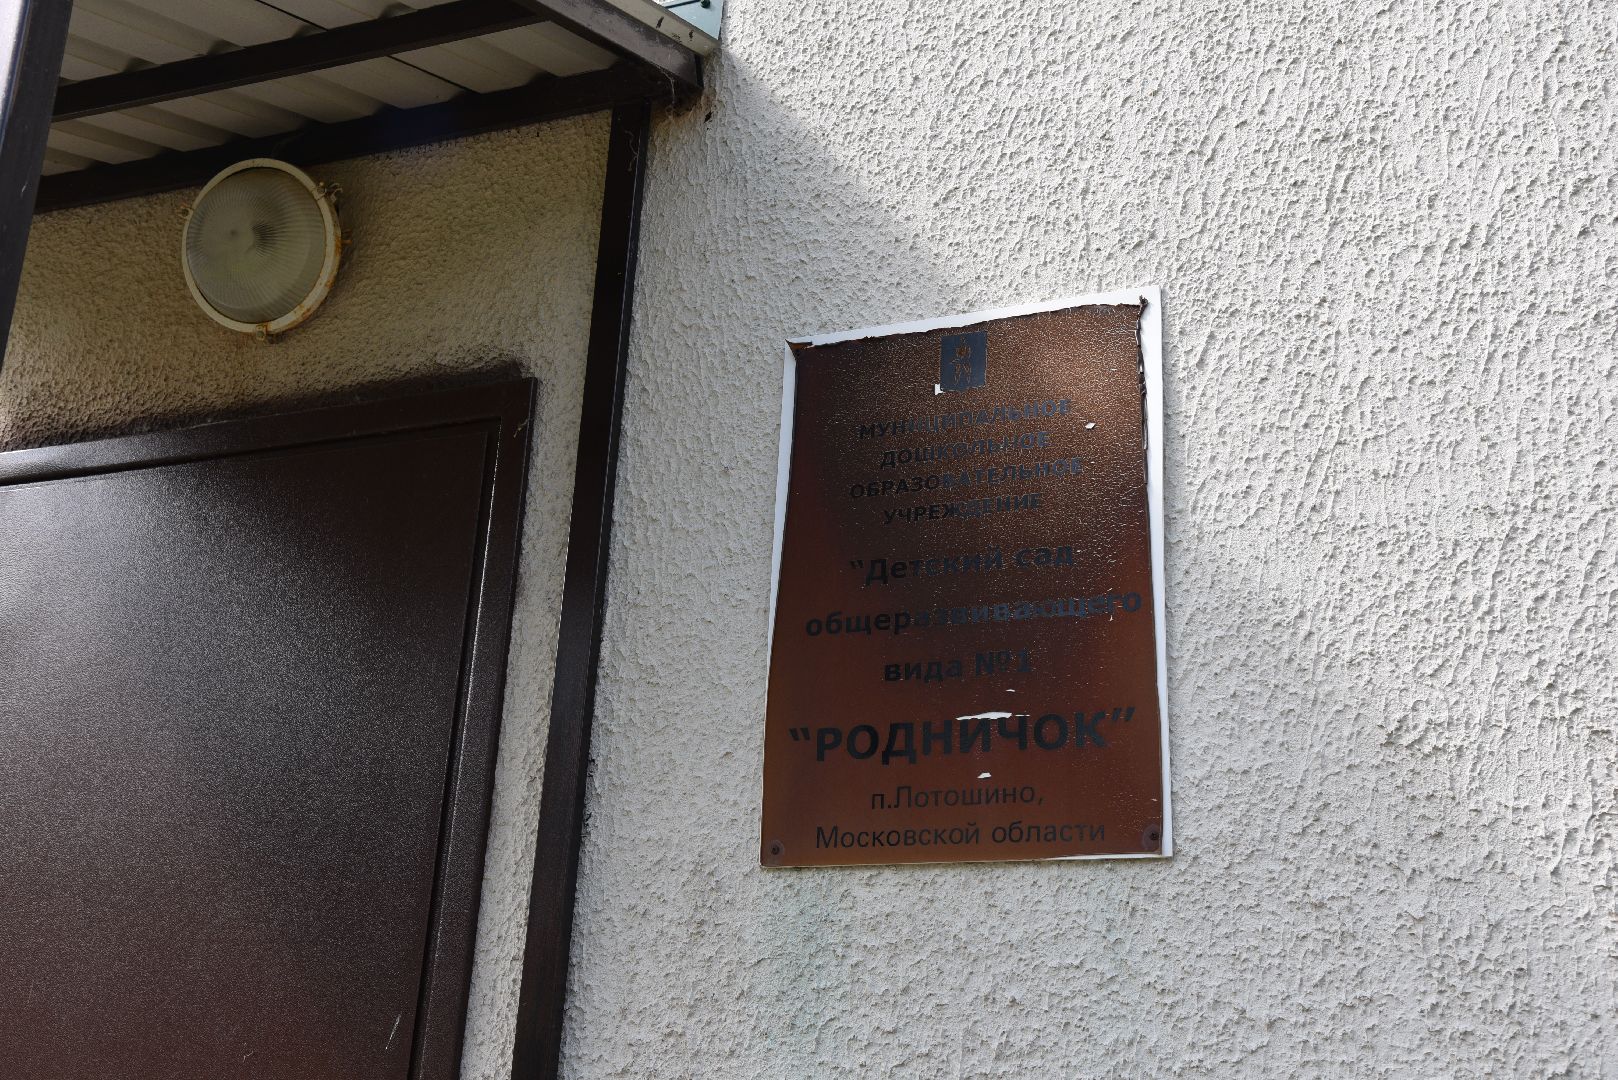 МУНИЦИПАЛЬНОЕ
ДОШКОЛЬНОЕ
ОБРАЗОВАТЕЛЬНОЕ
УЧРЕЖДЕНИЕ
"Детский сад
общеразвивающего
вида №1
"РОДНИЧОК"
п.Лотошино,
Московской области